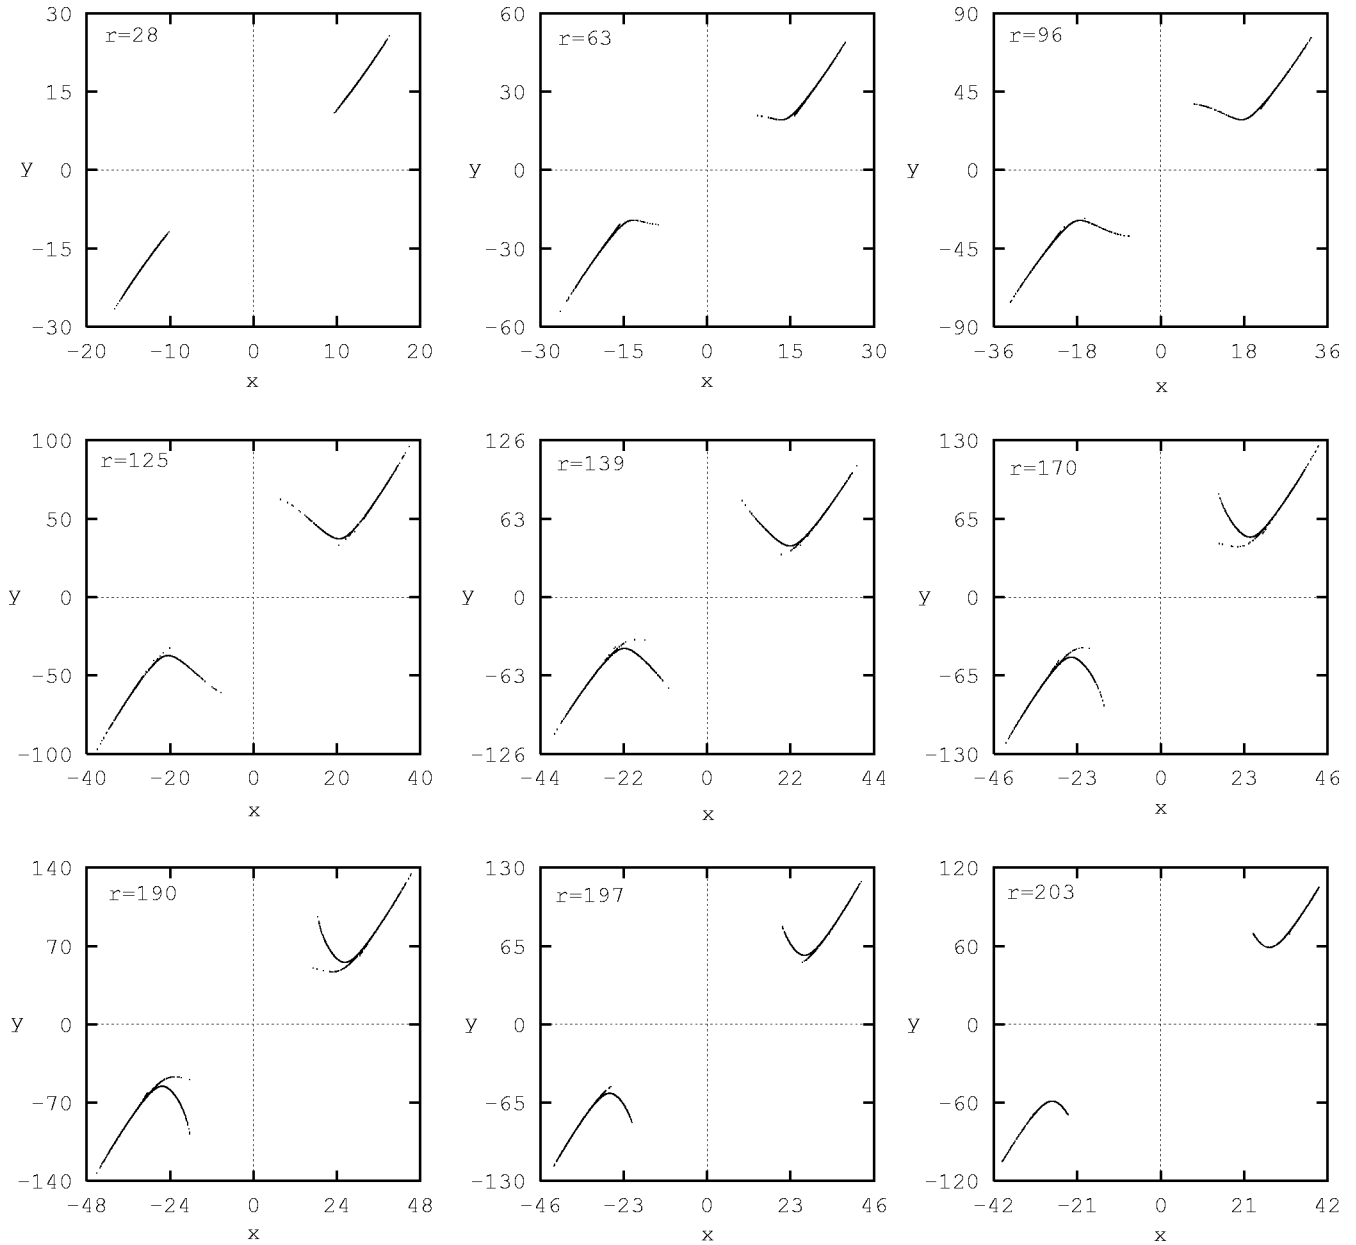 30
r=28
15
y 0
-15
-30
-20 -10 0 10 20
x
60
r=63
30
y 0
-30
-60
-30 -15 0 15 30
x
90
r=96
45
y 0
-45
-90
-36 -18 0 18 36
x
100
r=125
50
y 0
-50
-100
-40 -20 0 20 40
x
126
r=139
63
y 0
-63
-126
-44 -22 0 22 44
x
130
r=170
65
y 0
-65
-130
-46 -23 0 23 46
x
140
r=190
70
y 0
-70
-140
-48 -24 0 24 48
x
130
r=197
65
y 0
-65
-130
-46 -23 0 23 46
x
120
r=203
60
y 0
-60
-120
-42 -21 0 21 42
x